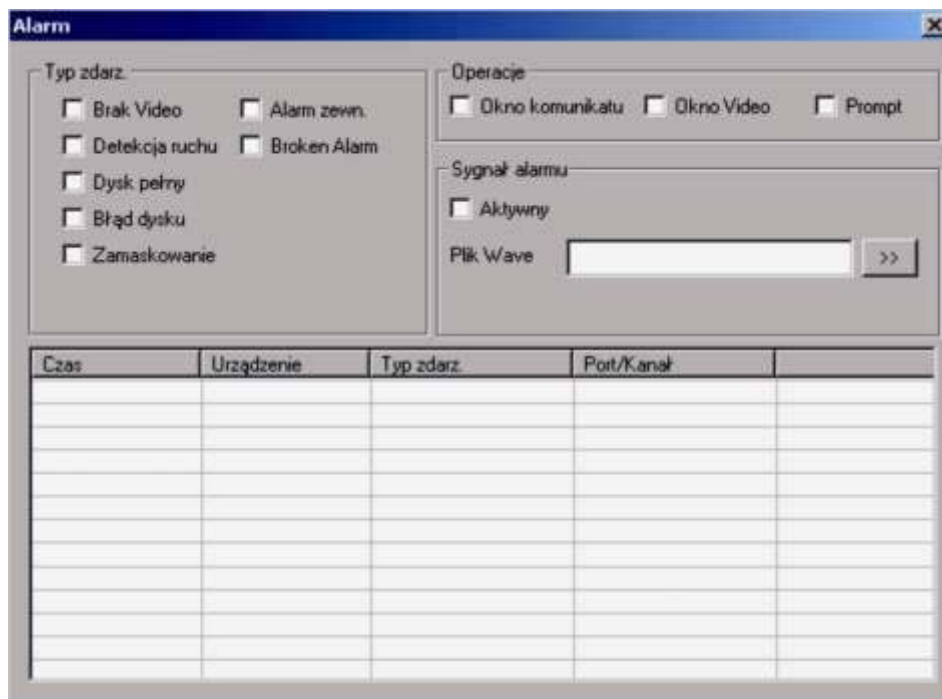 Alarm
Typ zdarz.
Brak Video
Alarm zewn.
Detekcja ruchu
Broken Alarm
Dysk pełny
Błąd dysku
Zamaskowanie
Operacje
Okno komunikatu
Okno Video
Prompt
Sygnał alarmu
Aktywny
Plik Wave
>>
Czas Urządzenie Typ zdarz. Port/Kanał